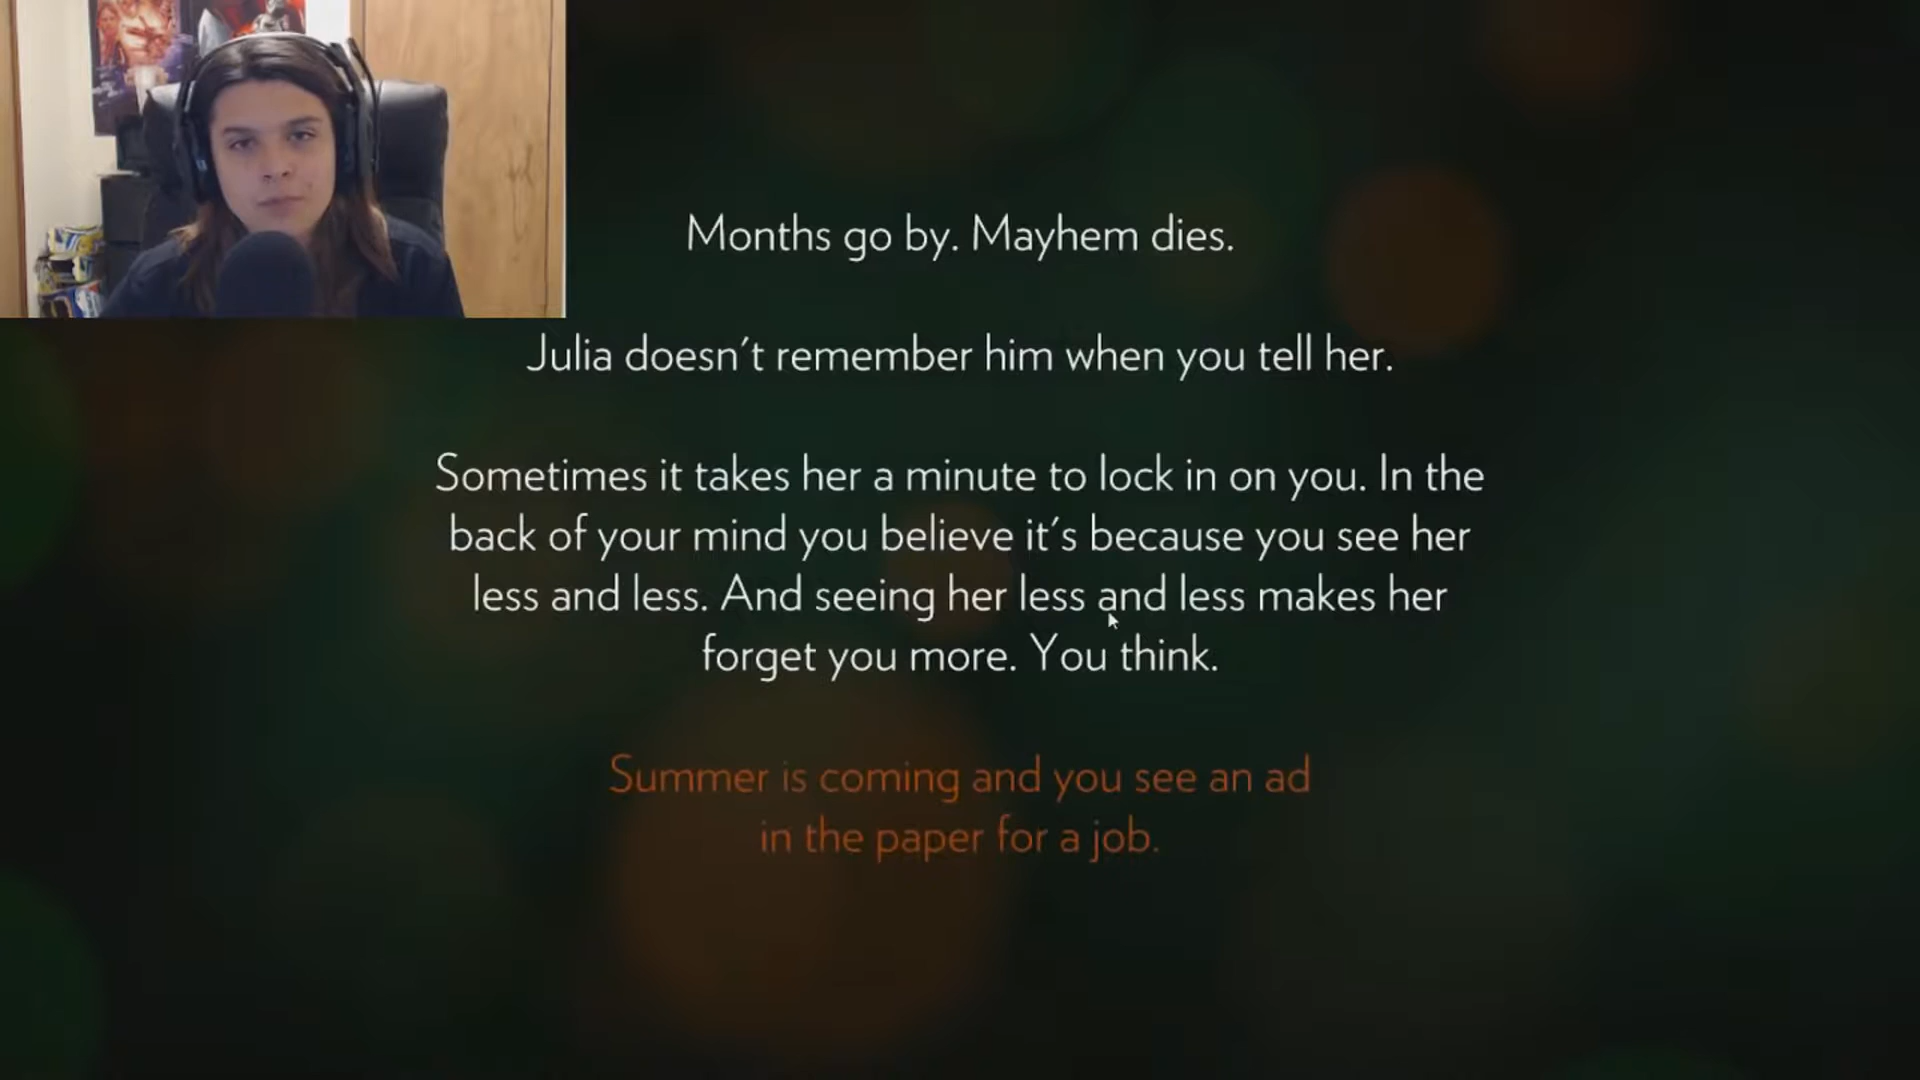 Months go by. Mayhem dies.
Julia doesn't remember him when you tell her.
Sometimes it takes her a minute to lock in on you. In the
back of your mind you believe it's because you see her
less and less. And seeing her less and less makes her
forget you more. You think.
Summer is coming and you see an ad
in the paper for a job.